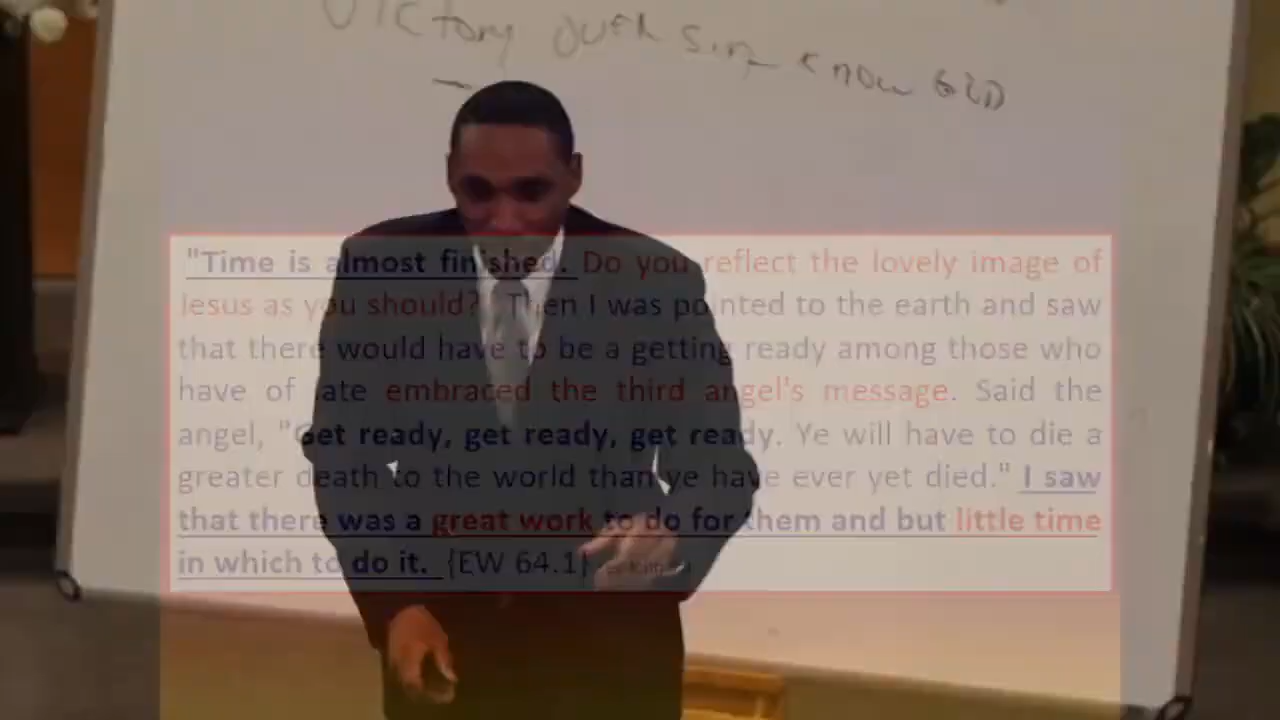 Victory over sin know GOD
"Time is almost finished. Do you reflect the lovely image of
Jesus as you should? Then I was pointed to the earth and saw
that there would have to be a getting ready among those who
have of late embraced the third angel's message. Said the
angel, "Get ready, get ready, get ready. Ye will have to die a
greater death to the world than ye have ever yet died." I saw
that there was a great work to do for them and but little time
in which to do it. {EW 64.1}